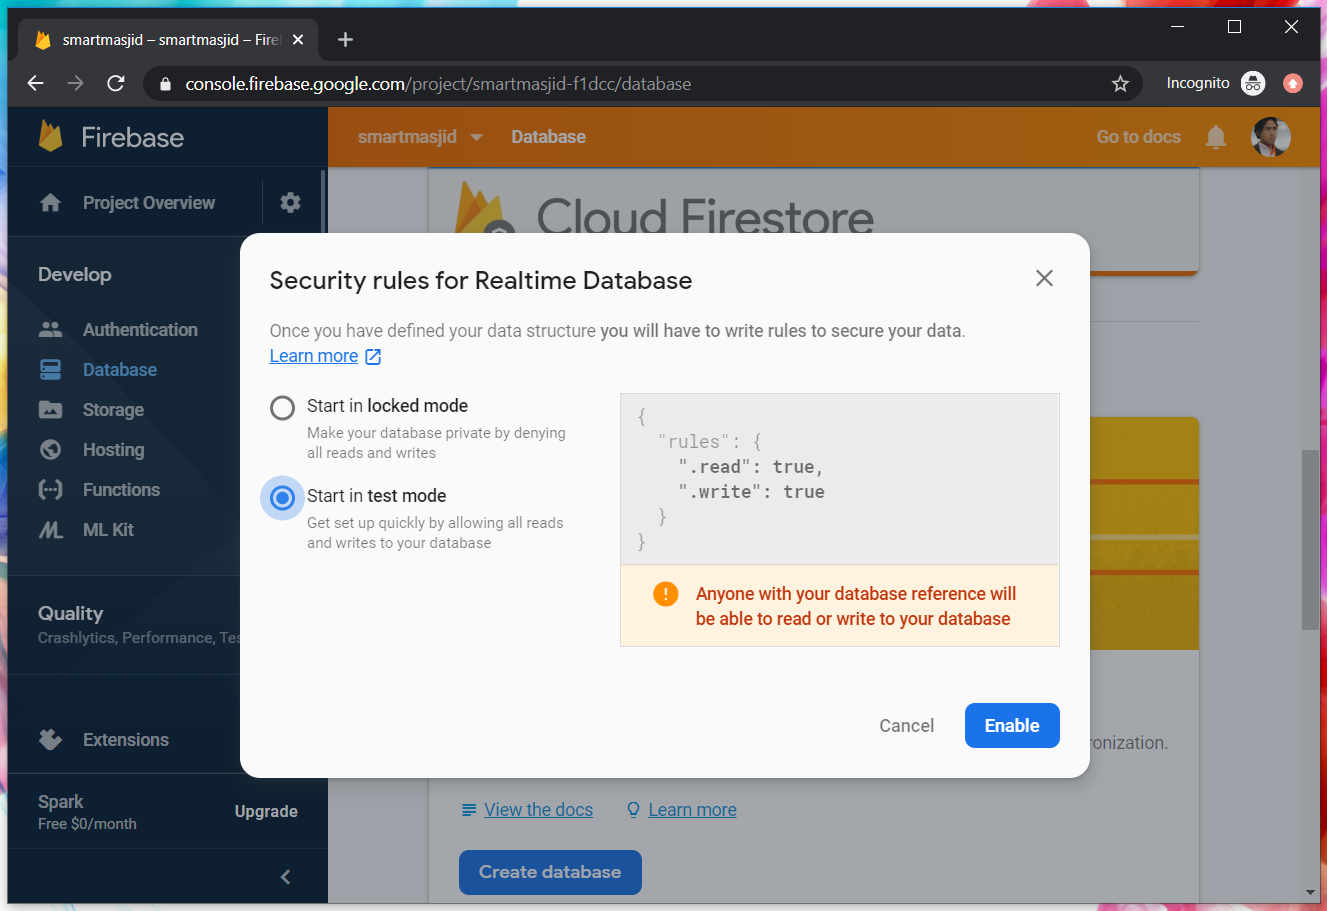 smartmasjid – smartmasjid – Fire
console.firebase.google.com/project/smartmasjid-f1dcc/database
Incognito
Firebase
smartmasjid
Database
Go to docs
Project Overview
Cloud Firestore
Develop
Authentication
Database
Storage
Hosting
Functions
ML Kit
Quality
Crashlytics, Performance, Tes
Extensions
Spark
Free $0/month
Upgrade
Security rules for Realtime Database
Once you have defined your data structure you will have to write rules to secure your data.
Learn more
Start in locked mode
Make your database private by denying
all reads and writes
Start in test mode
Get set up quickly by allowing all reads
and writes to your database
{
"rules": {
".read": true,
".write": true
}
}
Anyone with your database reference will
be able to read or write to your database
Cancel
Enable
ronization.
View the docs
Learn more
Create database